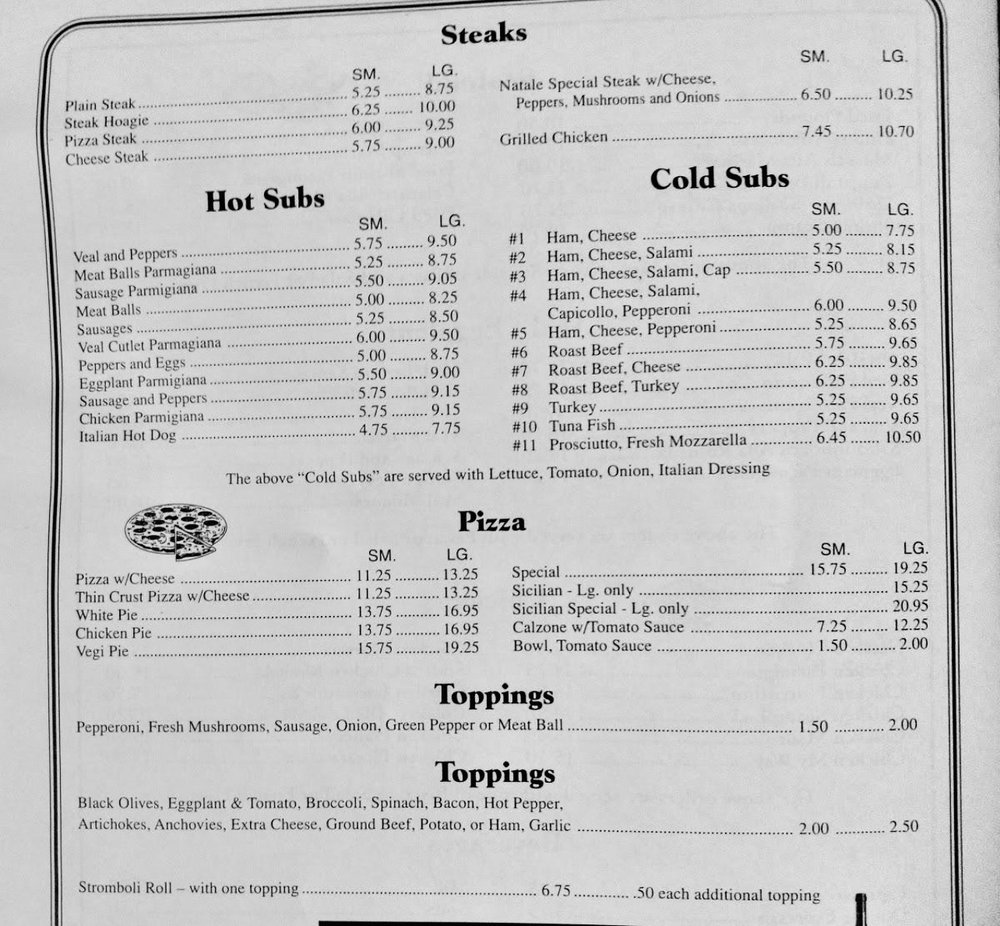 Steaks
SM. LG.
Plain Steak 5.25 8.75
Steak Hoagie 6.25 10.00
Pizza Steak 6.00 9.25
Cheese Steak 5.75 9.00
SM. LG.
Natale Special Steak w/Cheese,
Peppers, Mushrooms and Onions 6.50 10.25
Grilled Chicken 7.45 10.70
Hot Subs
SM. LG.
Veal and Peppers 5.75 9.50
Meat Balls Parmagiana 5.25 8.75
Sausage Parmigiana 5.50 9.05
Meat Balls 5.00 8.25
Sausages 5.25 8.50
Veal Cutlet Parmagiana 6.00 9.50
Peppers and Eggs 5.00 8.75
Eggplant Parmigiana 5.50 9.00
Sausage and Peppers 5.75 9.15
Chicken Parmigiana 5.75 9.15
Italian Hot Dog 4.75 7.75
Cold Subs
SM. LG.
#1 Ham, Cheese 5.00 7.75
#2 Ham, Cheese, Salami 5.25 8.15
#3 Ham, Cheese, Salami, Cap 5.50 8.75
#4 Ham, Cheese, Salami,
Capicollo, Pepperoni 6.00 9.50
#5 Ham, Cheese, Pepperoni 5.25 8.65
#6 Roast Beef 5.75 9.65
#7 Roast Beef, Cheese 6.25 9.85
#8 Roast Beef, Turkey 6.25 9.85
#9 Turkey 5.25 9.65
#10 Tuna Fish 5.25 9.65
#11 Prosciutto, Fresh Mozzarella 6.45 10.50
The above “Cold Subs” are served with Lettuce, Tomato, Onion, Italian Dressing
Pizza
SM. LG.
Pizza w/Cheese 11.25 13.25
Thin Crust Pizza w/Cheese 11.25 13.25
White Pie 13.75 16.95
Chicken Pie 13.75 16.95
Vegi Pie 15.75 19.25
SM. LG.
Special 15.75 19.25
Sicilian - Lg. only 15.25
Sicilian Special - Lg. only 20.95
Calzone w/Tomato Sauce 7.25 12.25
Bowl, Tomato Sauce 1.50 2.00
Toppings
Pepperoni, Fresh Mushrooms, Sausage, Onion, Green Pepper or Meat Ball 1.50 2.00
Toppings
Black Olives, Eggplant & Tomato, Broccoli, Spinach, Bacon, Hot Pepper,
Artichokes, Anchovies, Extra Cheese, Ground Beef, Potato, or Ham, Garlic 2.00 2.50
Stromboli Roll – with one topping 6.75 .50 each additional topping